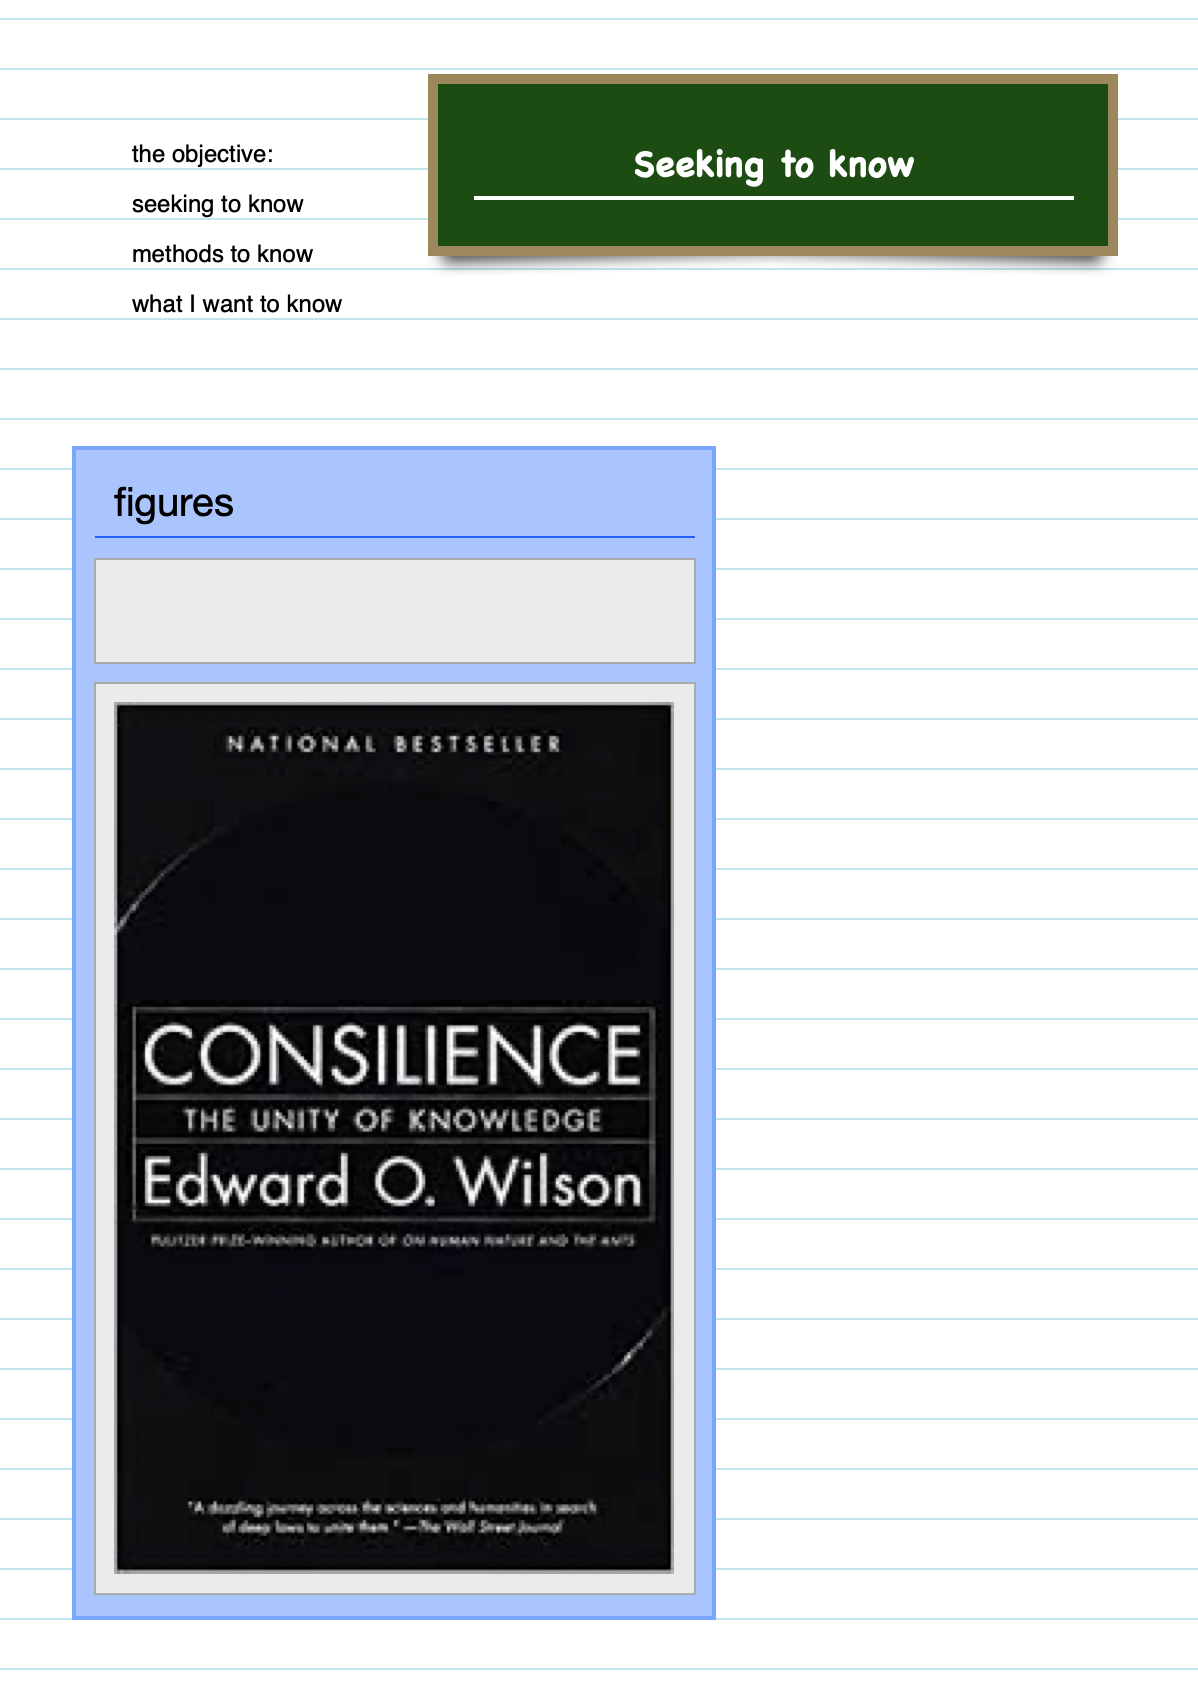 Seeking to know
the objective:
seeking to know
methods to know
what I want to know
figures
NATIONAL BESTSELLER
CONSILIENCE
THE UNITY OF KNOWLEDGE
Edward O. Wilson
PULITZER PRIZE-WINNING AUTHOR OF ON HUMAN NATURE AND THE ANTS
"A dazzling journey across the sciences and humanities in search
of deep laws to unite them." —The Wall Street Journal